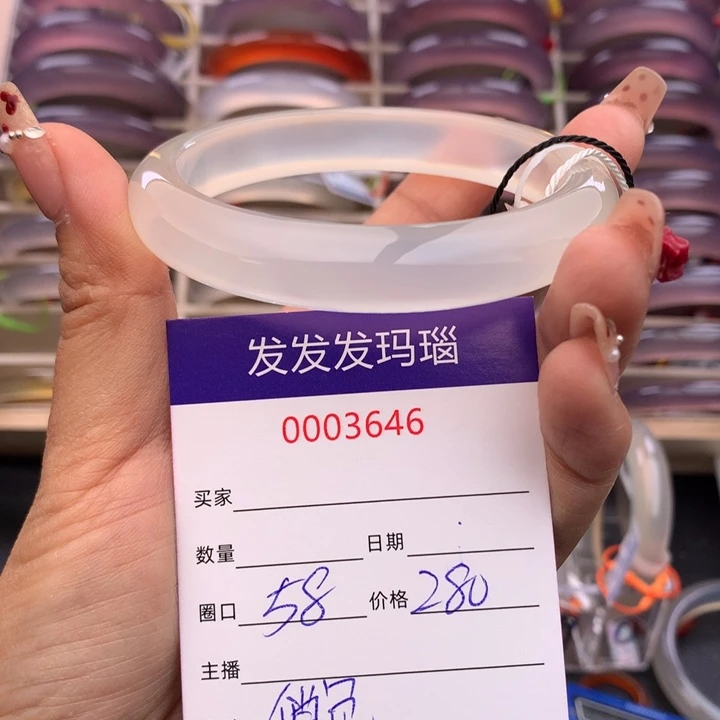 发发发玛瑙
0003646
买家
数量 日期
圈口 58 价格 280
主播